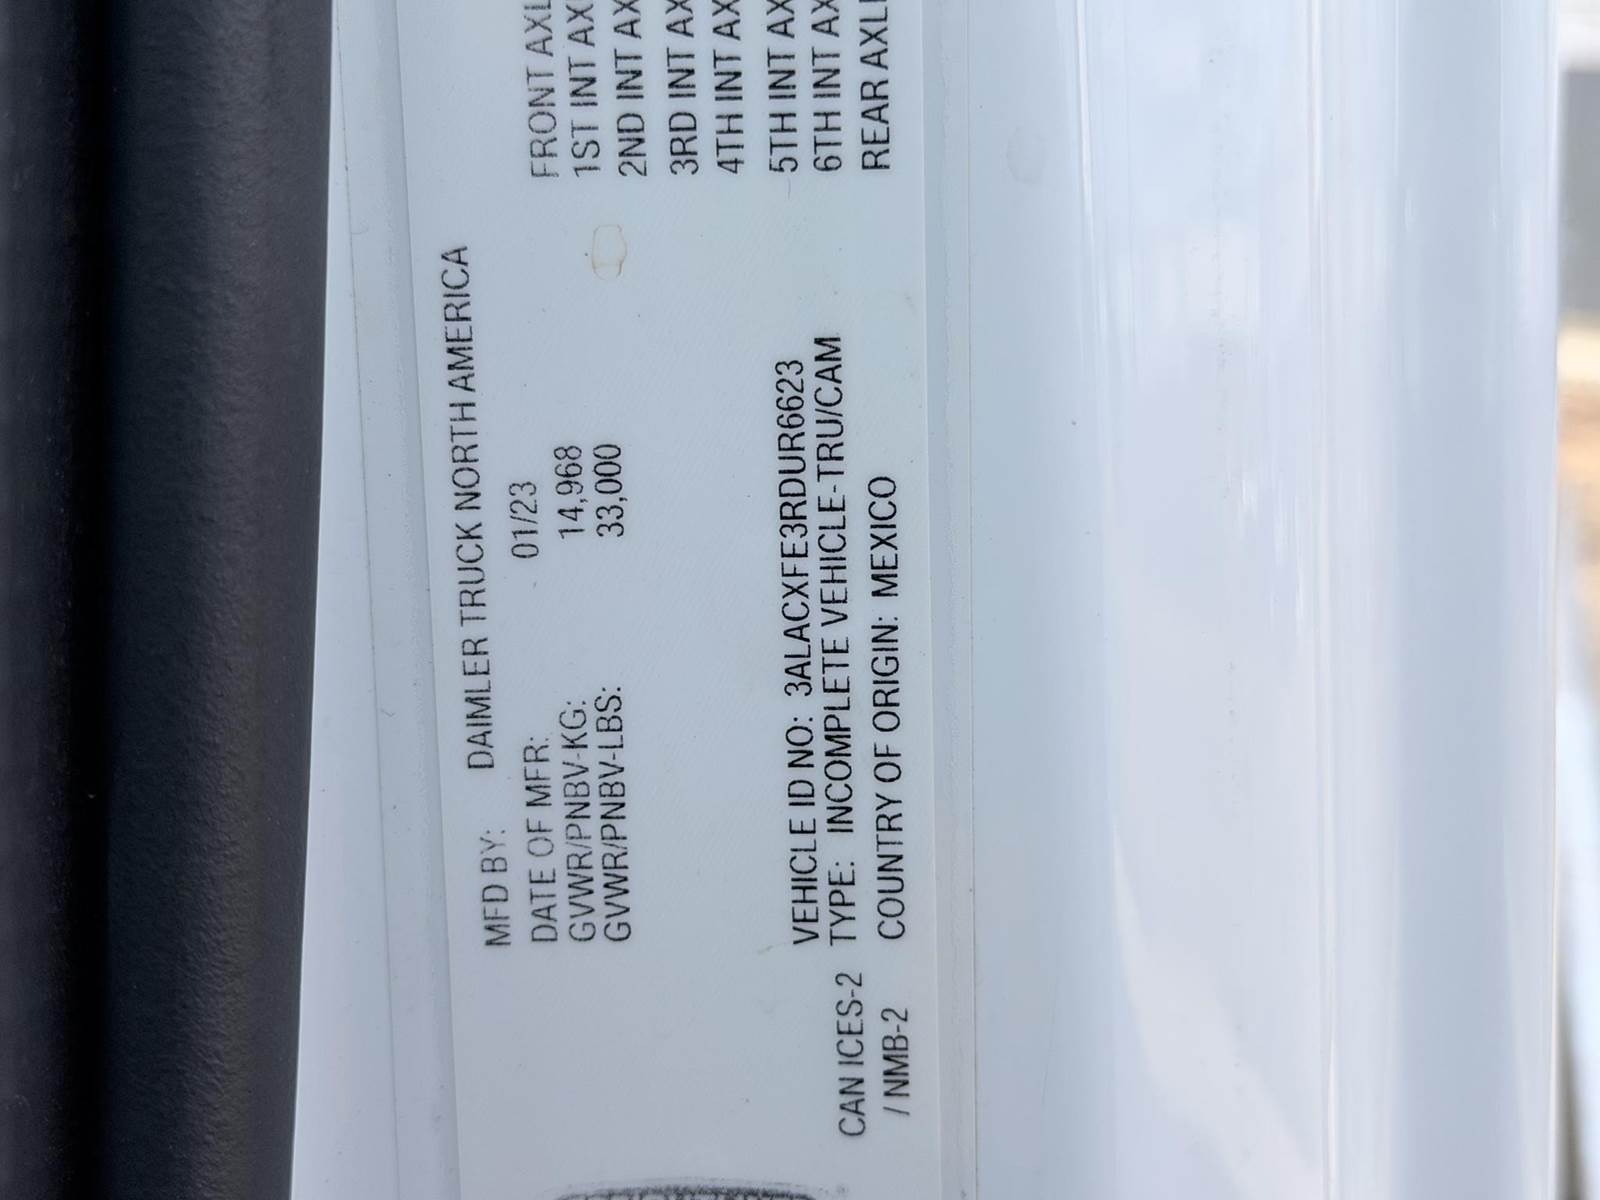 MFD BY: DAIMLER TRUCK NORTH AMERICA
DATE OF MFR: 01/23
GVWR/PNBV-KG: 14,968
GVWR/PNBV-LBS: 33,000
FRONT AXL
1ST INT AX
2ND INT AX
3RD INT AX
4TH INT AX
5TH INT AX
6TH INT AX
REAR AXL
VEHICLE ID NO: 3ALACXFE3RDUR6623
TYPE: INCOMPLETE VEHICLE-TRU/CAM
COUNTRY OF ORIGIN: MEXICO
CAN ICES-2
/ NMB-2